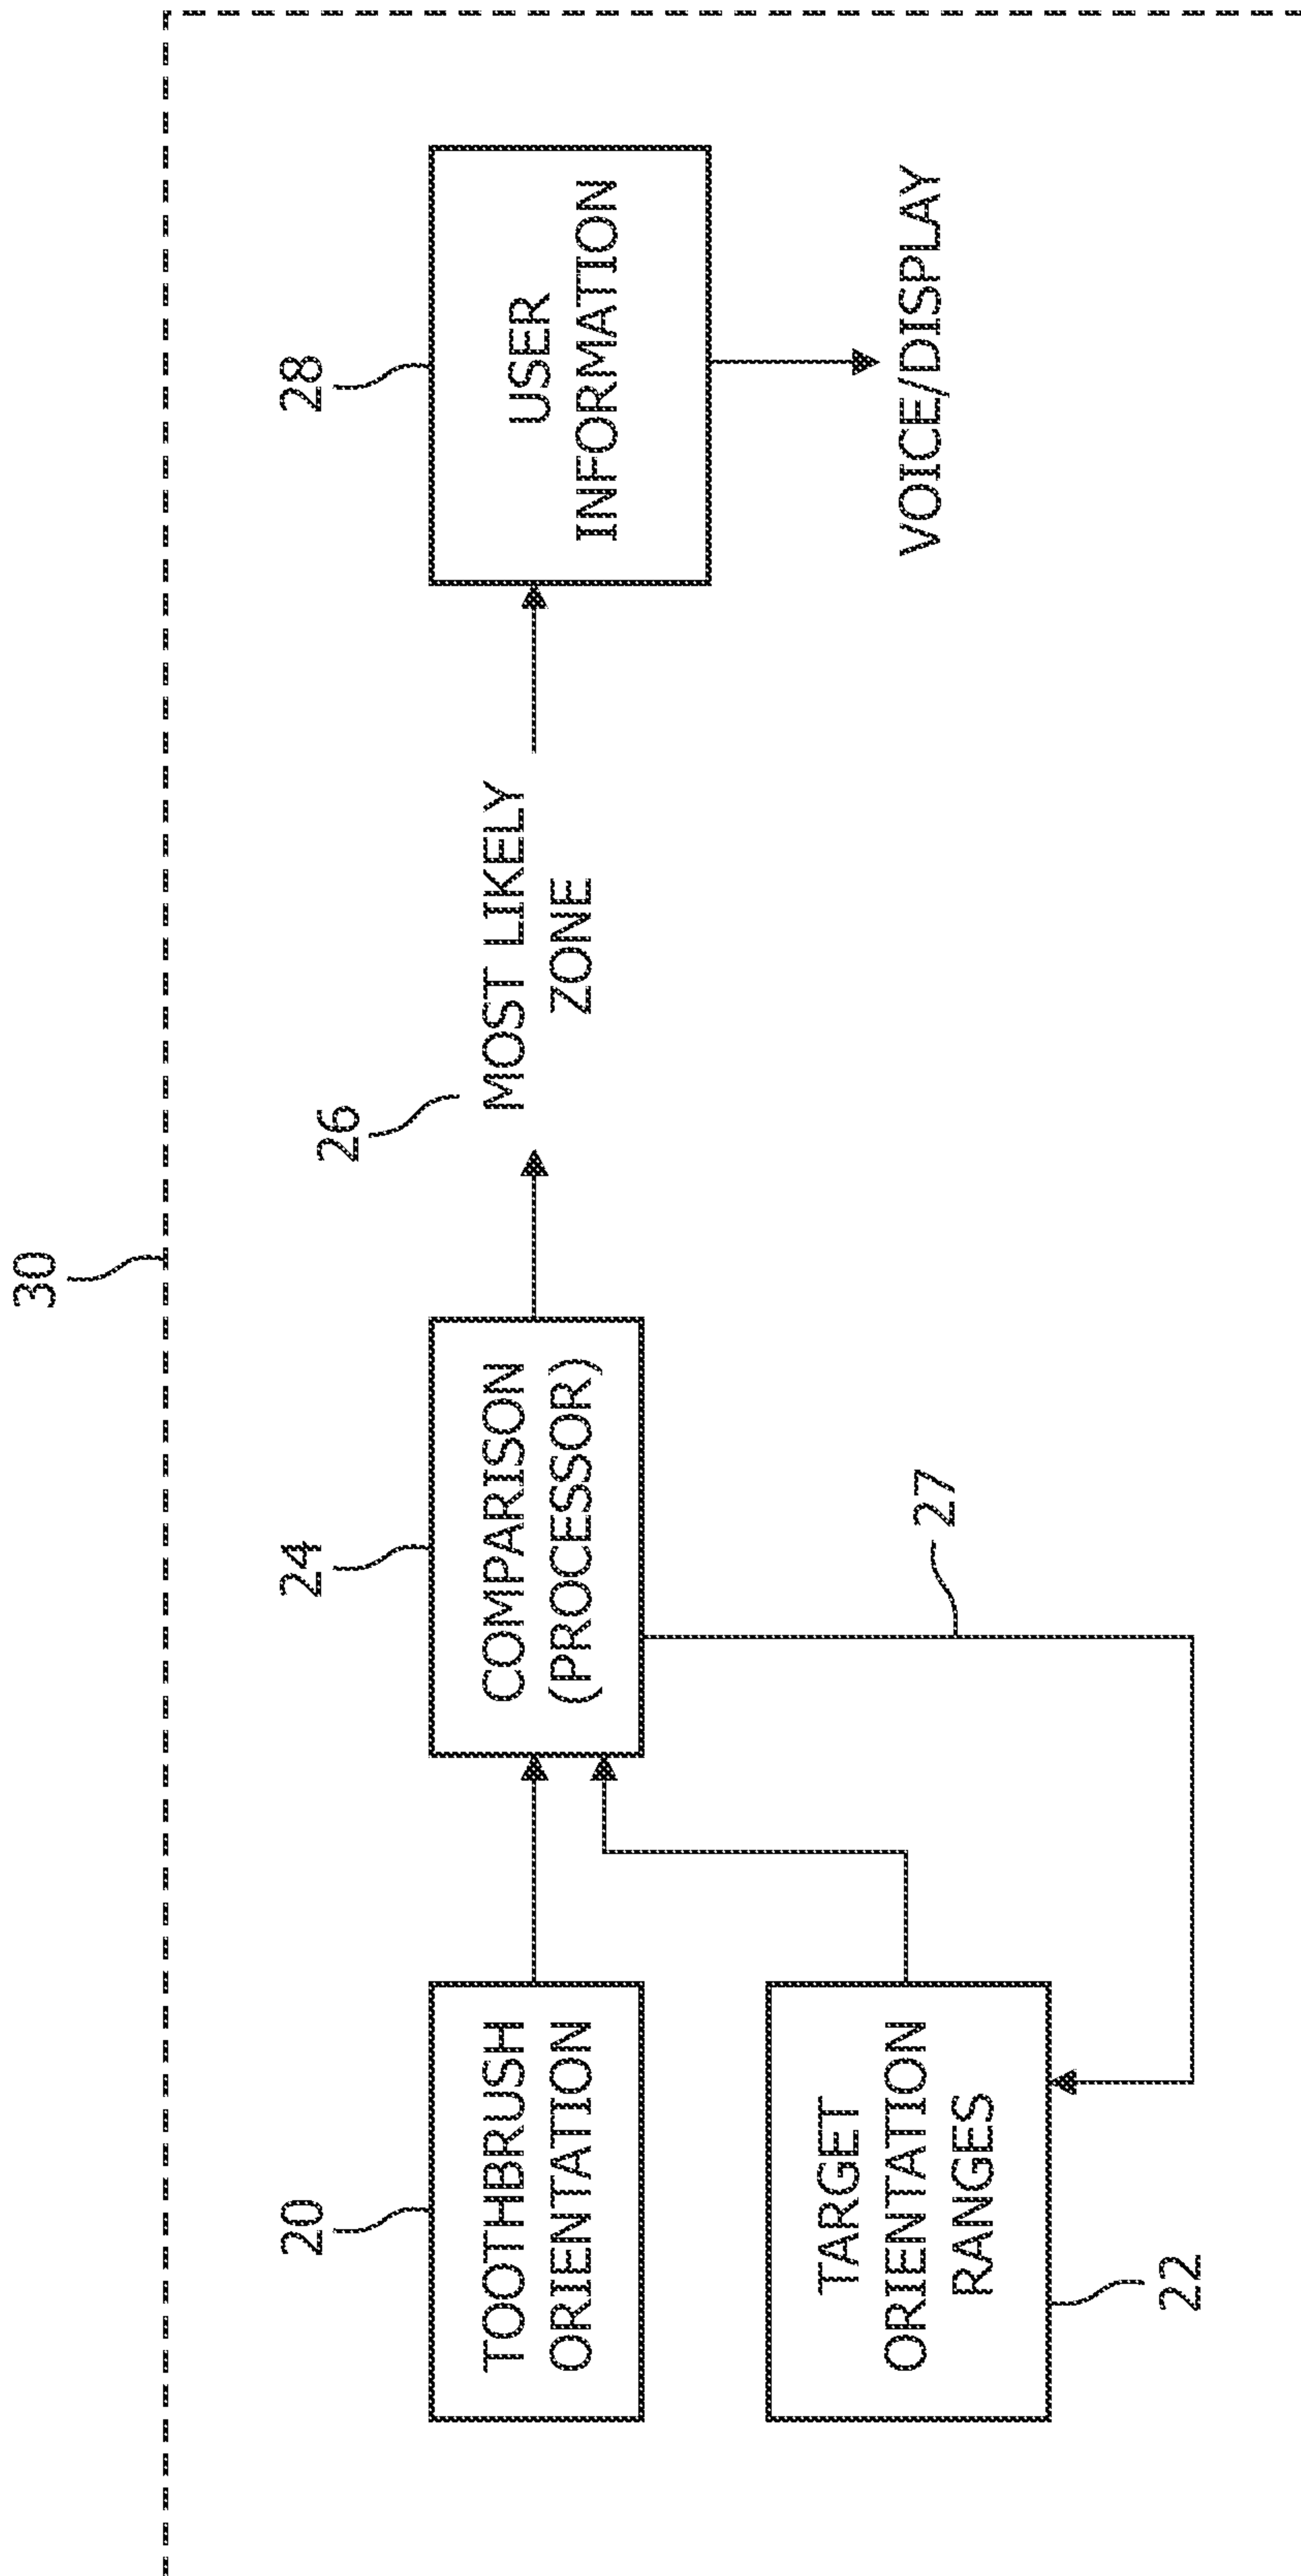 30
20
TOOTHBRUSH
ORIENTATION
22
TARGET
ORIENTATION
RANGES
24
COMPARISON
(PROCESSOR)
27
26
MOST LIKELY
ZONE
28
USER
INFORMATION
VOICE/DISPLAY